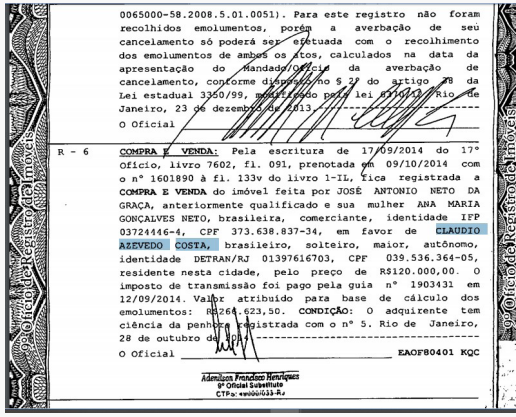 0065000-58.2008.5.01.0051). Para este registro não foram
recolhidos emolumentos, porém a averbação de seu
cancelamento só poderá ser efetuada com o recolhimento
dos emolumentos de ambos os atos, calculados na data da
apresentação do Mandado/Ofício da averbação de
cancelamento, conforme disposto no § 2º do artigo 38 da
Lei estadual 3350/99, modificado pela lei Rio de
Janeiro, 23 de dezembro de 2013.
O Oficial
R - 6 COMPRA E VENDA: Pela escritura de 17/09/2014 do 17º
Ofício, livro 7602, fl. 091, prenotada em 09/10/2014 com
o nº 1601890 à fl. 133v do livro 1-IL, fica registrada a
COMPRA E VENDA do imóvel feita por JOSÉ ANTONIO NETO DA
GRAÇA, anteriormente qualificado e sua mulher ANA MARIA
GONÇALVES NETO, brasileira, comerciante, identidade IFP
03724446-4, CPF 373.638.837-34, em favor de CLAUDIO
AZEVEDO COSTA, brasileiro, solteiro, maior, autônomo,
identidade DETRAN/RJ 01397616703, CPF 039.536.364-05,
residente nesta cidade, pelo preço de R$120.000,00. O
imposto de transmissão foi pago pela guia nº 1903431 em
12/09/2014. Valor atribuído para base de cálculo dos
emolumentos: R$266.623,50. CONDIÇÃO: O adquirente tem
ciência da penhora registrada com o nº 5. Rio de Janeiro,
28 de outubro de 2014
O Oficial EAOF80401 KQC
Adenilson Francisco Henriques
9º Oficial Substituto
9º Ofício de Registro de Imóveis
9º Ofício de Registro de Imóveis